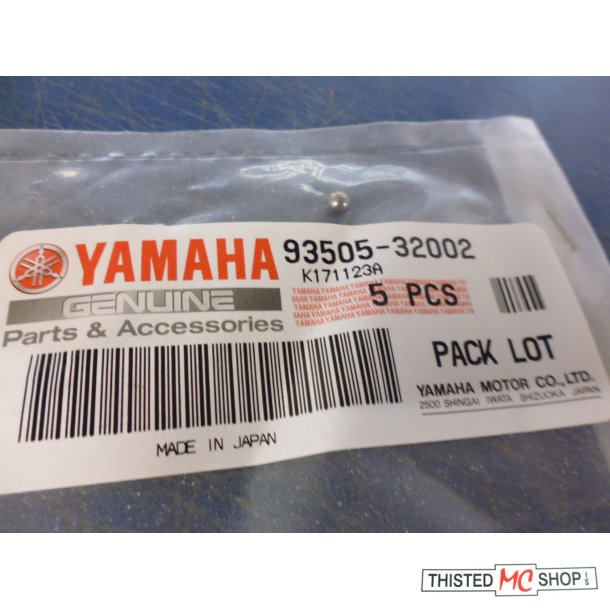 YAMAHA 93505-32002
K171123A
GENUINE
5 PCS
Parts & Accessories
PACK LOT
YAMAHA MOTOR CO.,LTD.
2500 SHINGAI IWATA SHIZUOKA JAPAN
MADE IN JAPAN
THISTED MC SHOP I/S